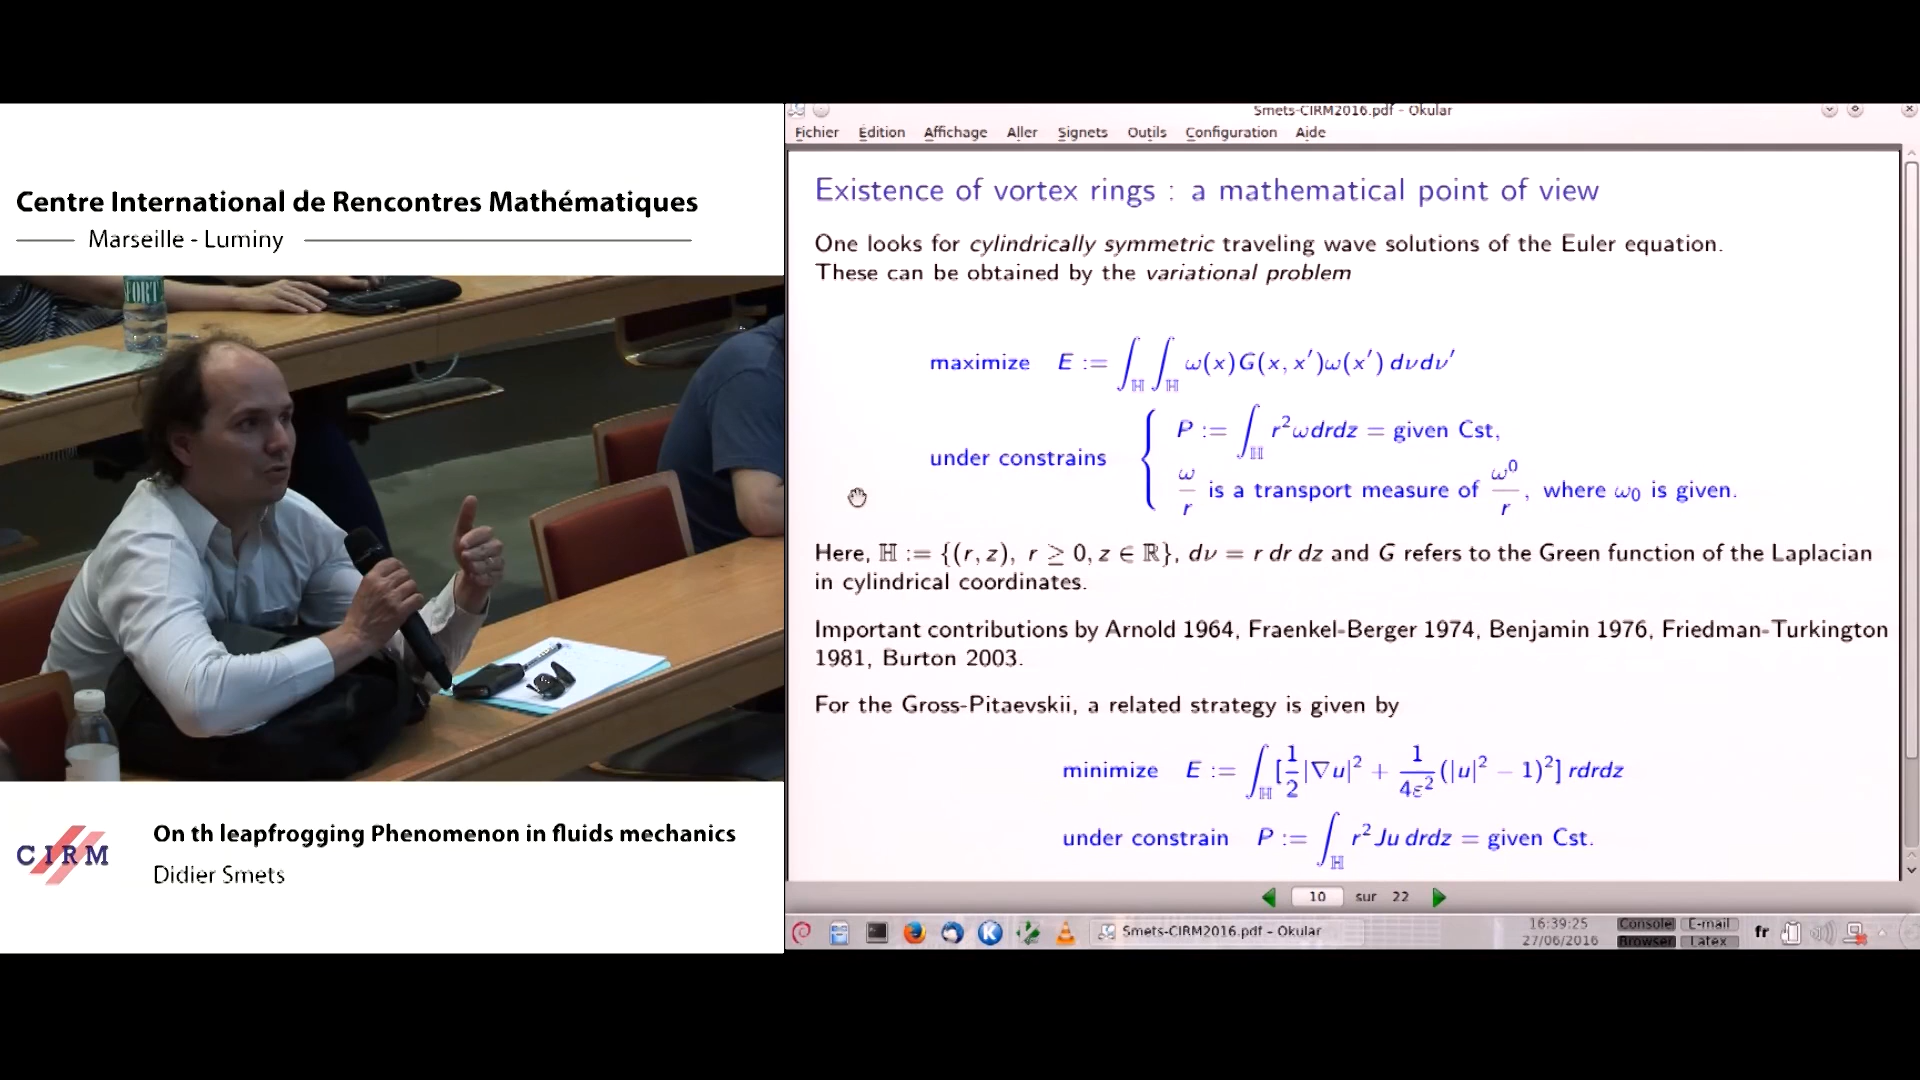 Centre International de Rencontres Mathématiques
Marseille - Luminy
FORT
CIRM
On th leapfrogging Phenomenon in fluids mechanics
Didier Smets
Smets-CIRM2016.pdf - Okular
Fichier Édition Affichage Aller Signets Outils Configuration Aide
Existence of vortex rings : a mathematical point of view
One looks for cylindrically symmetric traveling wave solutions of the Euler equation.
These can be obtained by the variational problem
maximize E := ∫_ℍ ∫_ℍ ω(x)G(x, x′)ω(x′) dνdν′
under constrains { P := ∫_ℍ r²ωdrdz = given Cst,
ω/r is a transport measure of ω⁰/r, where ω₀ is given.
Here, ℍ := {(r, z), r ≥ 0, z ∈ ℝ}, dν = r dr dz and G refers to the Green function of the Laplacian
in cylindrical coordinates.
Important contributions by Arnold 1964, Fraenkel-Berger 1974, Benjamin 1976, Friedman-Turkington
1981, Burton 2003.
For the Gross-Pitaevskii, a related strategy is given by
minimize E := ∫_ℍ [1/2|∇u|² + 1/4ε²(|u|² − 1)²] rdrdz
under constrain P := ∫_ℍ r² Ju drdz = given Cst.
10 sur 22
Smets-CIRM2016.pdf - Okular
16:39:25
27/06/2016
Console E-mail
Browser Latex
fr